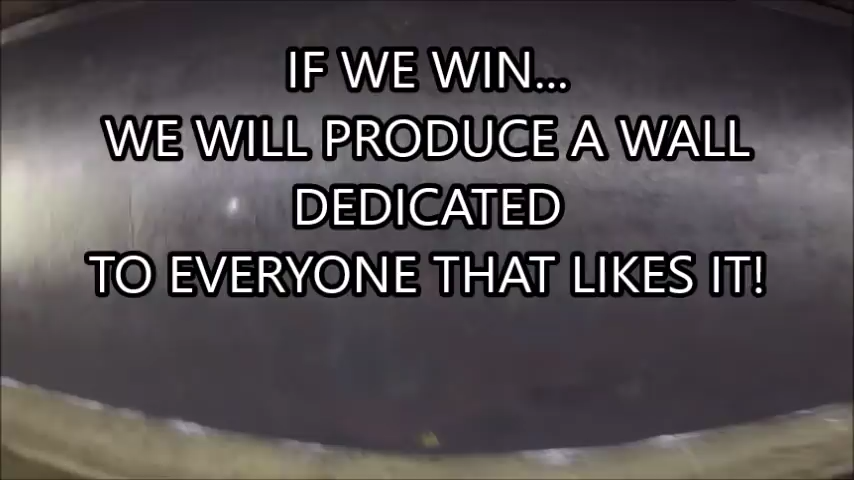 IF WE WIN...
WE WILL PRODUCE A WALL
DEDICATED
TO EVERYONE THAT LIKES IT!